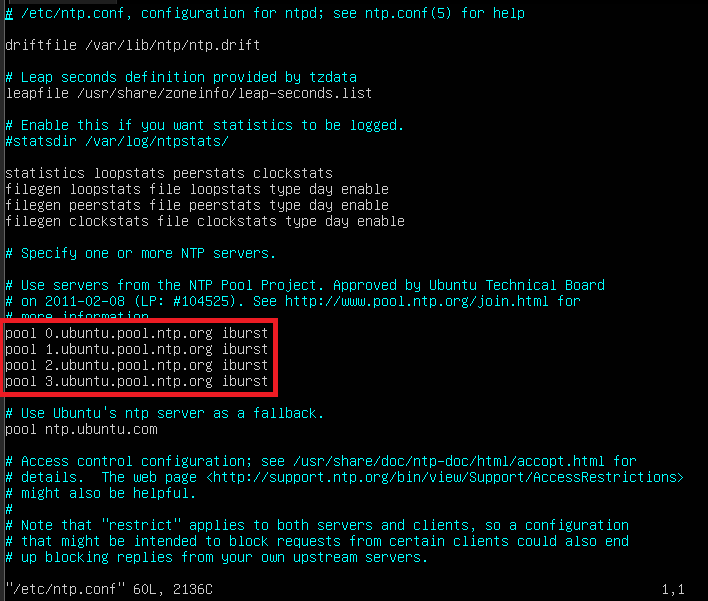 # /etc/ntp.conf, configuration for ntpd; see ntp.conf(5) for help
driftfile /var/lib/ntp/ntp.drift
# Leap seconds definition provided by tzdata
leapfile /usr/share/zoneinfo/leap-seconds.list
# Enable this if you want statistics to be logged.
#statsdir /var/log/ntpstats/
statistics loopstats peerstats clockstats
filegen loopstats file loopstats type day enable
filegen peerstats file peerstats type day enable
filegen clockstats file clockstats type day enable
# Specify one or more NTP servers.
# Use servers from the NTP Pool Project. Approved by Ubuntu Technical Board
# on 2011-02-08 (LP: #104525). See http://www.pool.ntp.org/join.html for
# more information
pool 0.ubuntu.pool.ntp.org iburst
pool 1.ubuntu.pool.ntp.org iburst
pool 2.ubuntu.pool.ntp.org iburst
pool 3.ubuntu.pool.ntp.org iburst
# Use Ubuntu's ntp server as a fallback.
pool ntp.ubuntu.com
# Access control configuration; see /usr/share/doc/ntp-doc/html/accopt.html for
# details.  The web page <http://support.ntp.org/bin/view/Support/AccessRestrictions>
# might also be helpful.
#
# Note that "restrict" applies to both servers and clients, so a configuration
# that might be intended to block requests from certain clients could also end
# up blocking replies from your own upstream servers.
"/etc/ntp.conf" 60L, 2136C 1,1